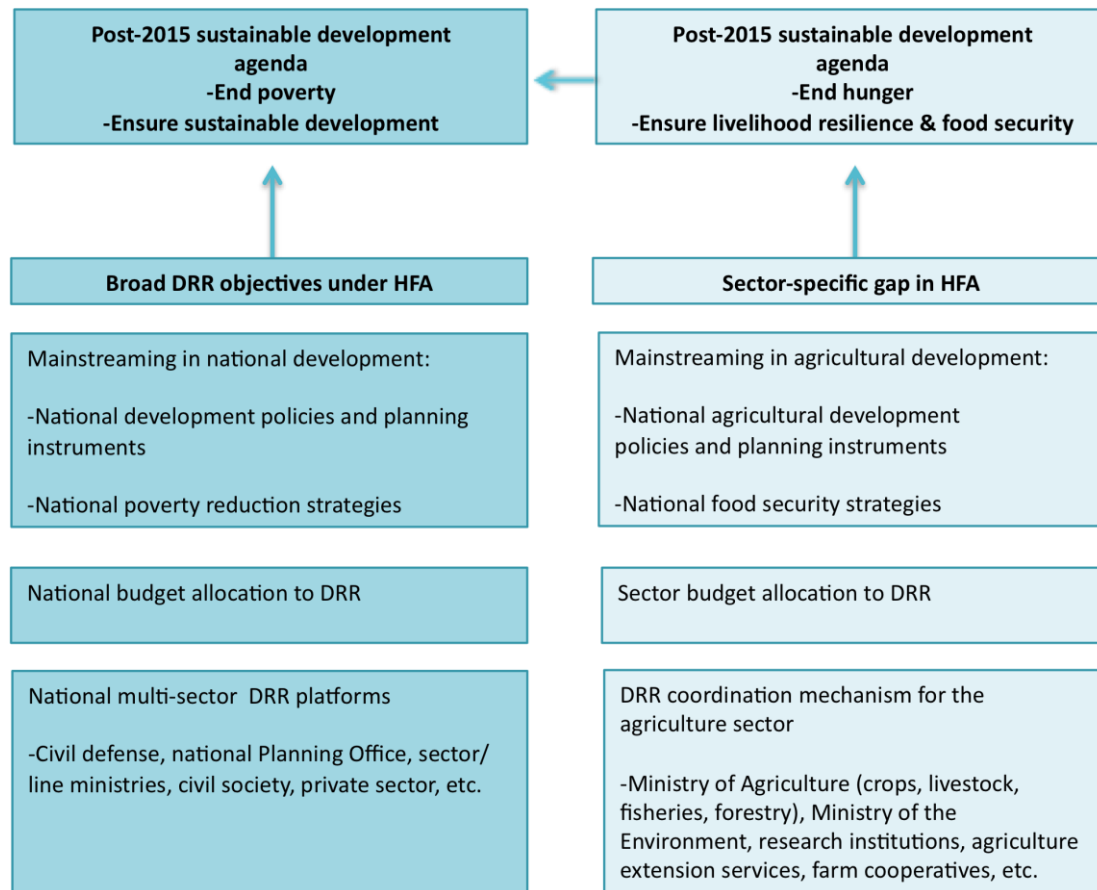 Post-2015 sustainable development
agenda
-End poverty
-Ensure sustainable development
Post-2015 sustainable development
agenda
-End hunger
-Ensure livelihood resilience & food security
Broad DRR objectives under HFA
Sector-specific gap in HFA
Mainstreaming in national development:
-National development policies and planning
instruments
-National poverty reduction strategies
Mainstreaming in agricultural development:
-National agricultural development
policies and planning instruments
-National food security strategies
National budget allocation to DRR
Sector budget allocation to DRR
National multi-sector DRR platforms
-Civil defense, national Planning Office, sector/
line ministries, civil society, private sector, etc.
DRR coordination mechanism for the
agriculture sector
-Ministry of Agriculture (crops, livestock,
fisheries, forestry), Ministry of the
Environment, research institutions, agriculture
extension services, farm cooperatives, etc.